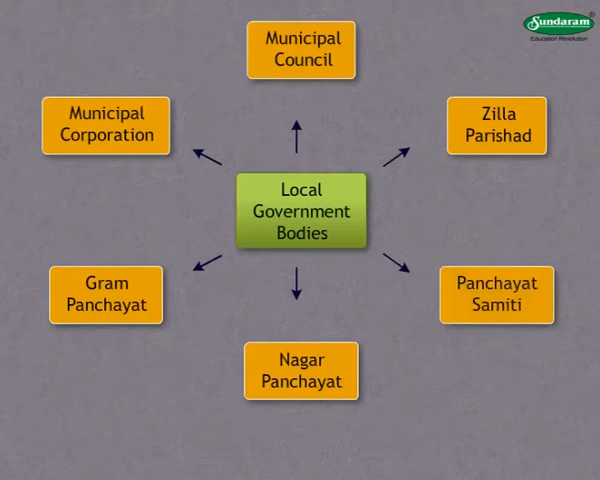 Sundaram
Education Revolution
Municipal
Council
Municipal
Corporation
Zilla
Parishad
Local
Government
Bodies
Gram
Panchayat
Panchayat
Samiti
Nagar
Panchayat